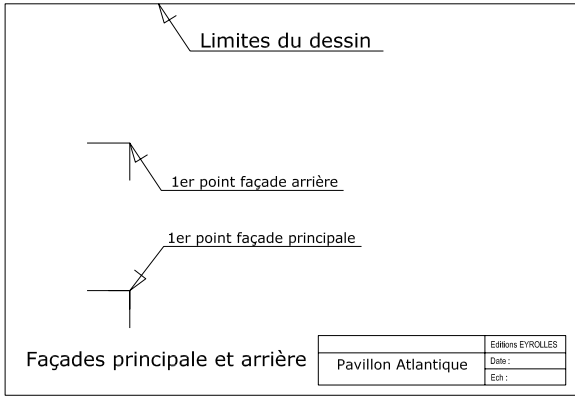 Limites du dessin
1er point façade arrière
1er point façade principale
Façades principale et arrière
Pavillon Atlantique
Editions EYROLLES
Date :
Ech :